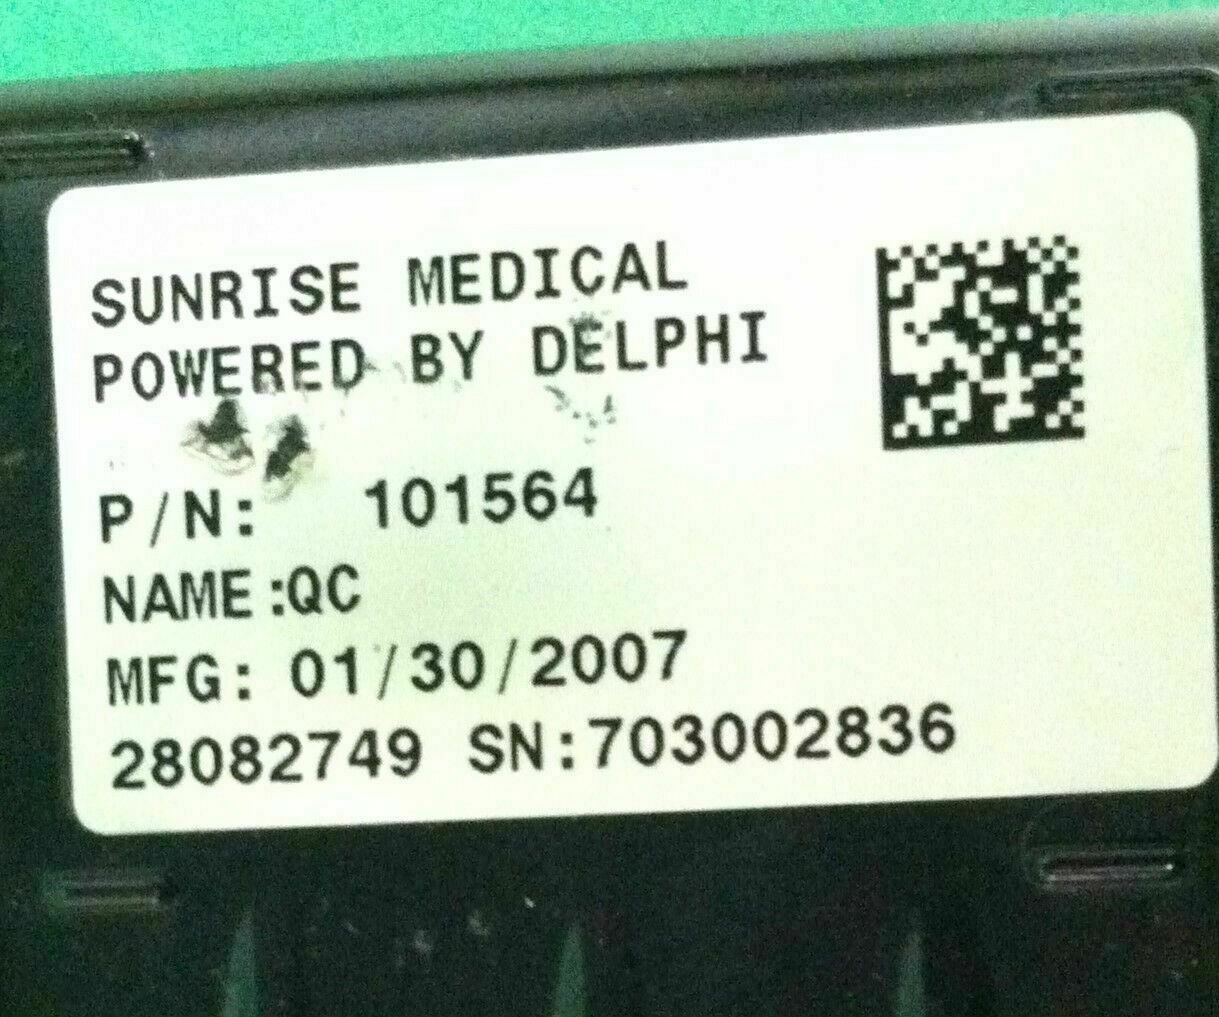 SUNRISE MEDICAL
POWERED BY DELPHI
P/N: 101564
NAME:QC
MFG: 01/30/2007
28082749 SN:703002836